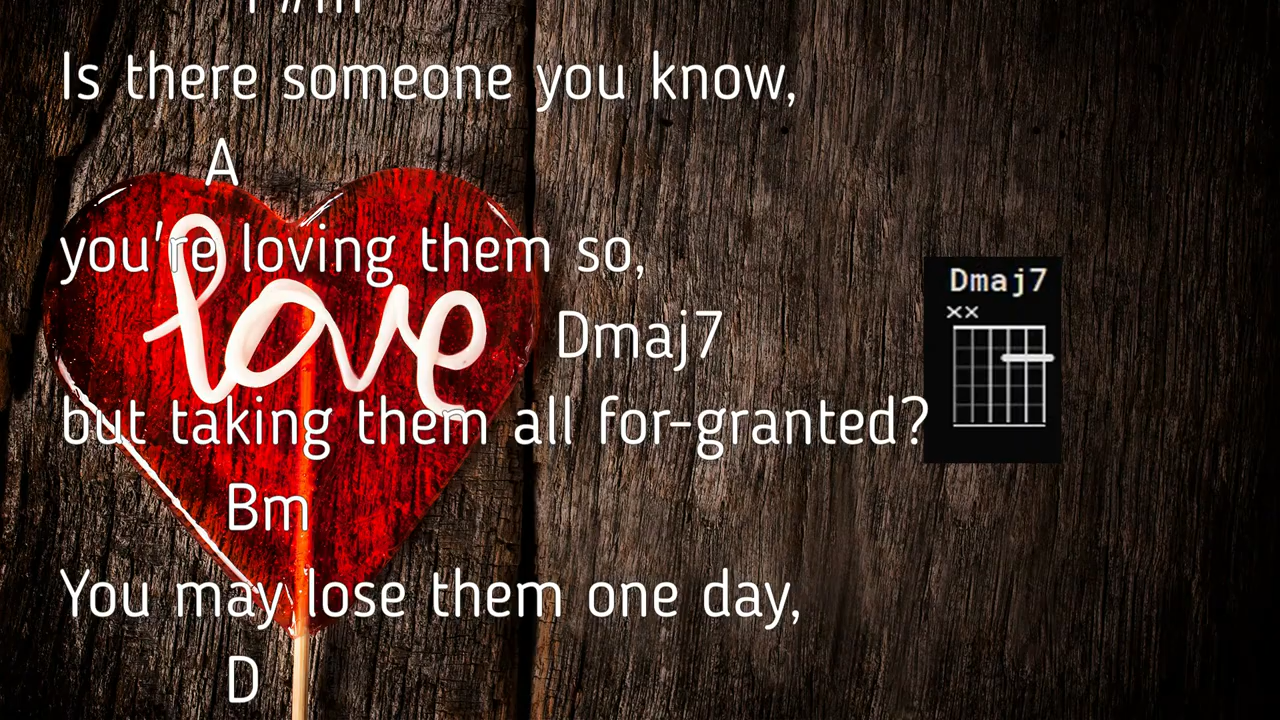 F#m
Is there someone you know,
A
you're loving them so,
Dmaj7
but taking them all for-granted?
Bm
You may lose them one day,
D
love
Dmaj7
xx